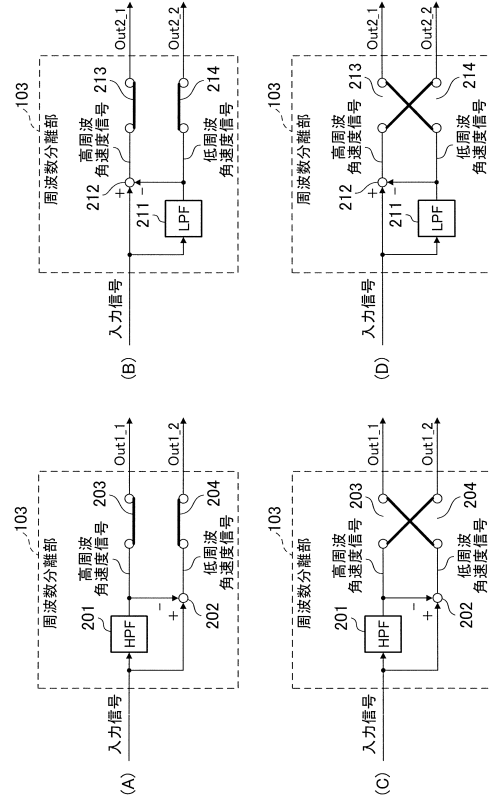 (A)
入力信号
周波数分離部
103
201
HPF
高周波
角速度信号
203
Out1_1
−
+
202
低周波
角速度信号
204
Out1_2
(B)
入力信号
周波数分離部
103
212
+
−
高周波
角速度信号
213
Out2_1
211
LPF
低周波
角速度信号
214
Out2_2
(C)
入力信号
周波数分離部
103
201
HPF
高周波
角速度信号
203
Out1_1
−
+
202
低周波
角速度信号
204
Out1_2
(D)
入力信号
周波数分離部
103
212
+
−
高周波
角速度信号
213
Out2_1
211
LPF
低周波
角速度信号
214
Out2_2